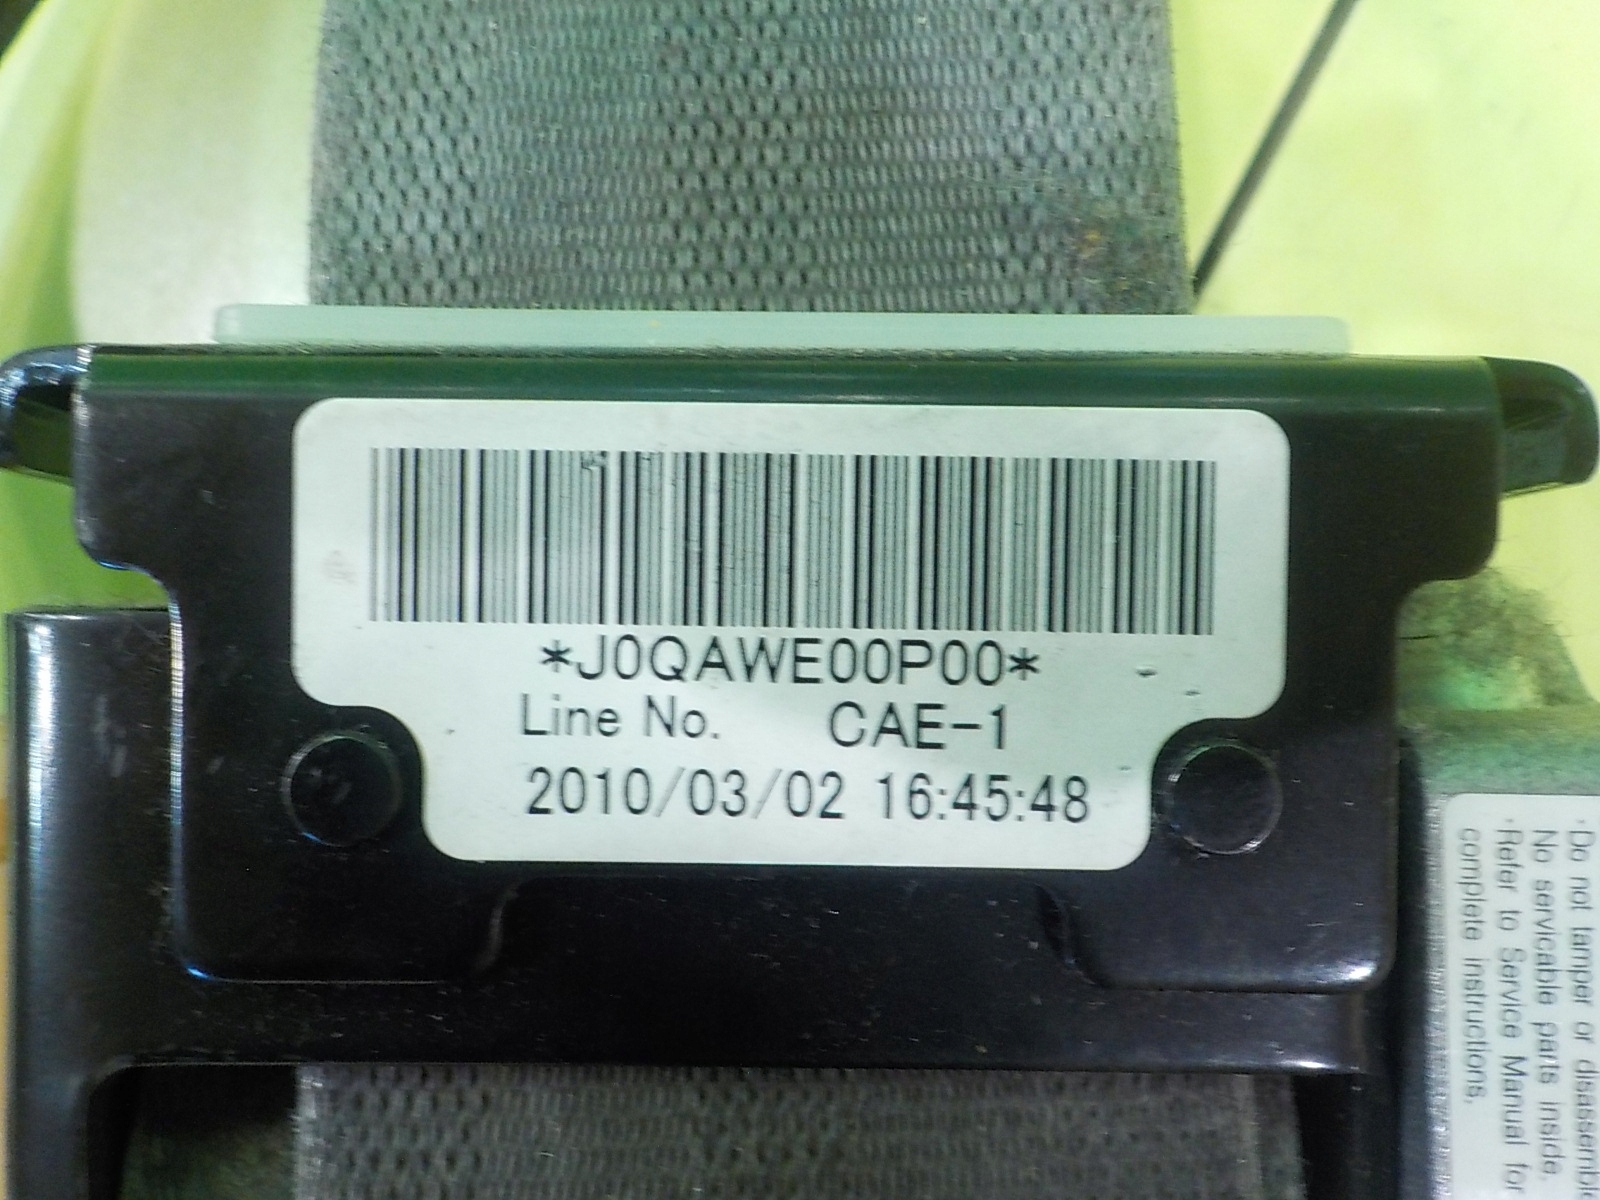 *J0QAWE00P00*
Line No. CAE-1
2010/03/02 16:45:48
·Do not tamper or disassemble
No servicable parts inside.
·Refer to Service Manual for
complete instructions.